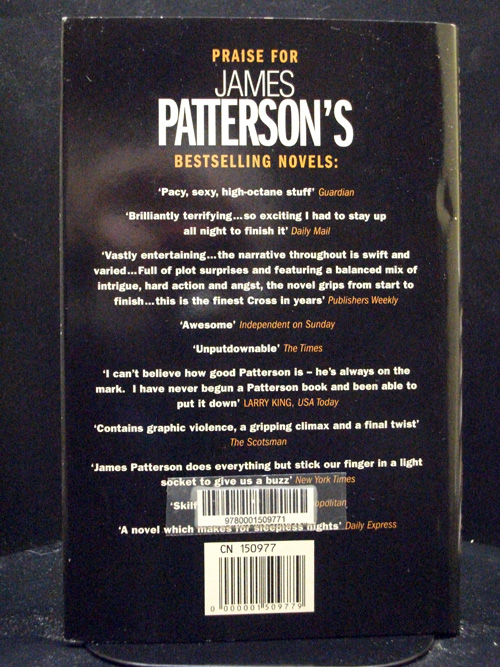 PRAISE FOR
JAMES
PATTERSON'S
BESTSELLING NOVELS:
'Pacy, sexy, high-octane stuff' Guardian
'Brilliantly terrifying...so exciting I had to stay up
all night to finish it' Daily Mail
'Vastly entertaining...the narrative throughout is swift and
varied...Full of plot surprises and featuring a balanced mix of
intrigue, hard action and angst, the novel grips from start to
finish...this is the finest Cross in years' Publishers Weekly
'Awesome' Independent on Sunday
'Unputdownable' The Times
'I can't believe how good Patterson is – he's always on the
mark. I have never begun a Patterson book and been able to
put it down' LARRY KING, USA Today
'Contains graphic violence, a gripping climax and a final twist'
The Scotsman
'James Patterson does everything but stick our finger in a light
socket to give us a buzz' New York Times
9780001509771
'A novel which makes for sleepless nights' Daily Express
CN 150977
0 000001 509779